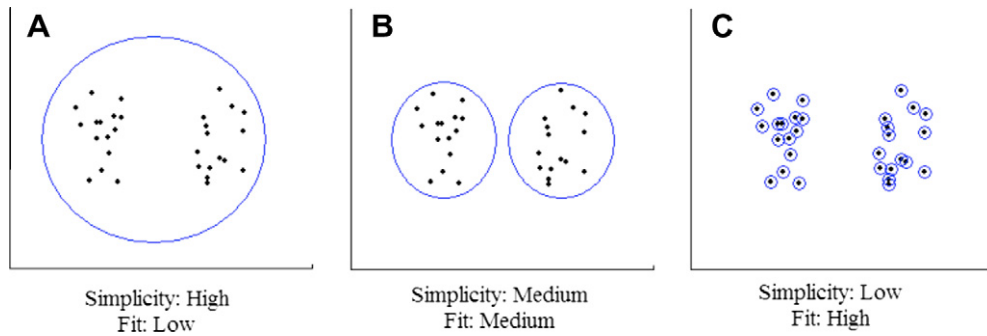 A
B
C
Simplicity: High
Fit: Low
Simplicity: Medium
Fit: Medium
Simplicity: Low
Fit: High